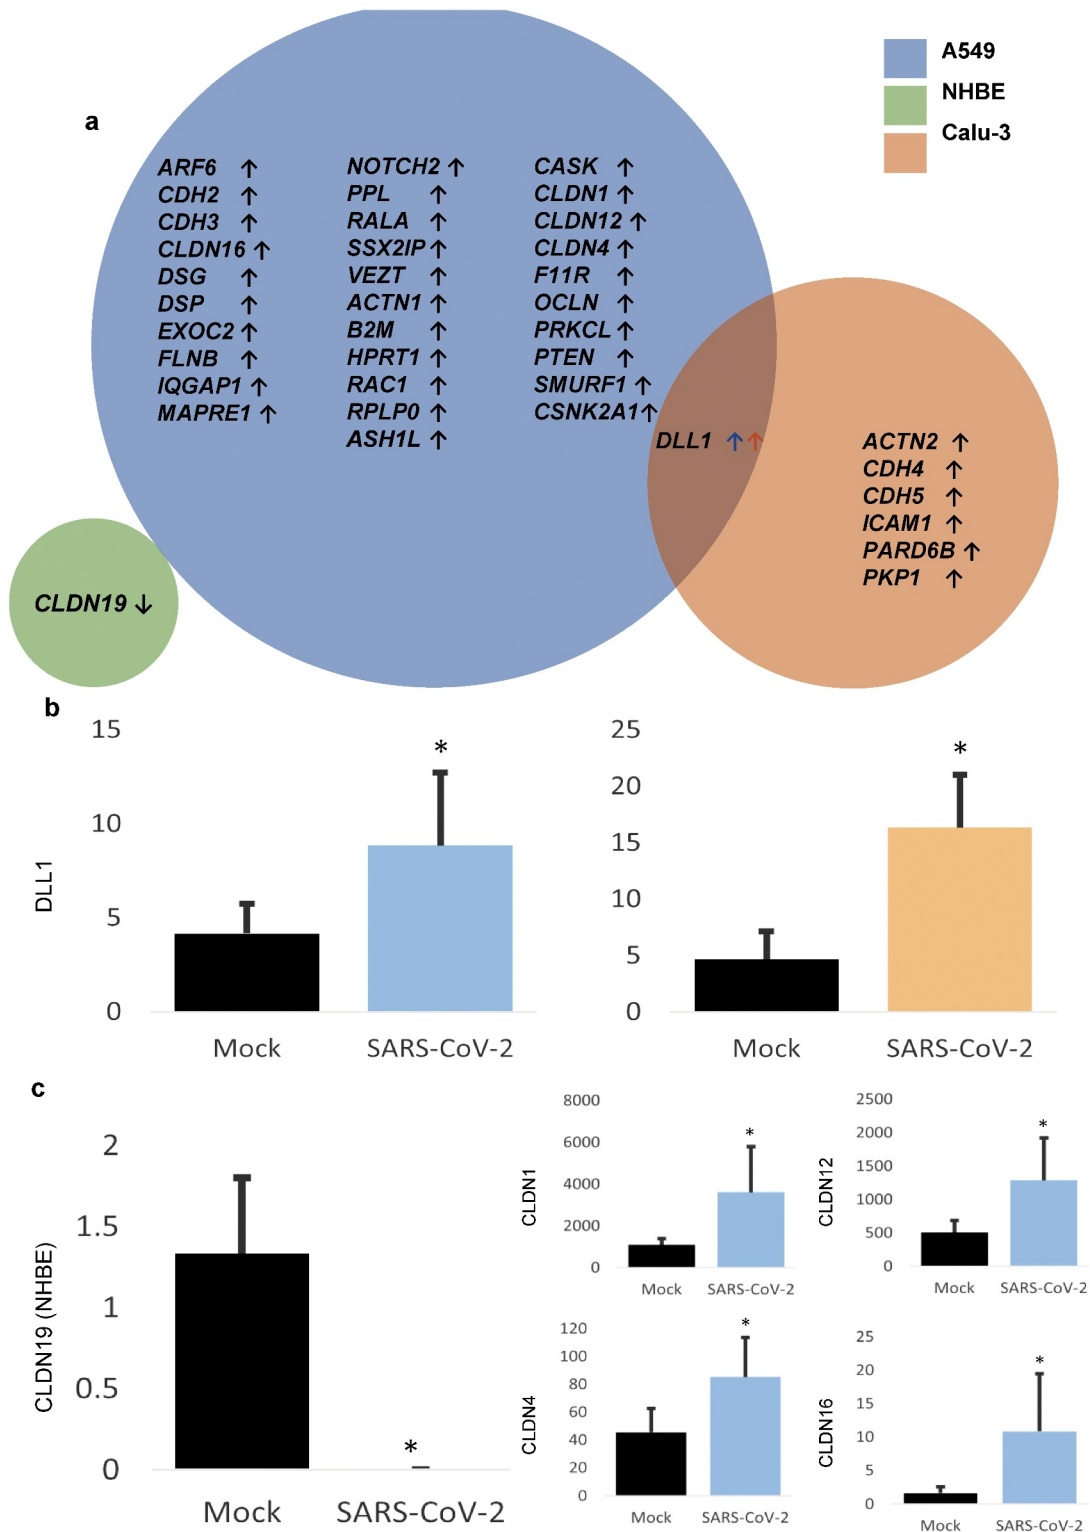 a
A549
NHBE
Calu-3
ARF6 ↑
CDH2 ↑
CDH3 ↑
CLDN16 ↑
DSG ↑
DSP ↑
EXOC2 ↑
FLNB ↑
IQGAP1 ↑
MAPRE1 ↑
NOTCH2 ↑
PPL ↑
RALA ↑
SSX2IP ↑
VEZT ↑
ACTN1 ↑
B2M ↑
HPRT1 ↑
RAC1 ↑
RPLP0 ↑
ASH1L ↑
CASK ↑
CLDN1 ↑
CLDN12 ↑
CLDN4 ↑
F11R ↑
OCLN ↑
PRKCL ↑
PTEN ↑
SMURF1 ↑
CSNK2A1 ↑
DLL1 ↑↑
ACTN2 ↑
CDH4 ↑
CDH5 ↑
ICAM1 ↑
PARD6B ↑
PKP1 ↑
CLDN19 ↓
b
DLL1
15
10
5
0
*
Mock
SARS-CoV-2
25
20
15
10
5
0
*
Mock
SARS-CoV-2
c
CLDN19 (NHBE)
2
1.5
1
0.5
0
*
Mock
SARS-CoV-2
CLDN1
8000
6000
4000
2000
0
*
Mock
SARS-CoV-2
CLDN12
2500
2000
1500
1000
500
0
*
Mock
SARS-CoV-2
CLDN4
120
100
80
60
40
20
0
*
Mock
SARS-CoV-2
CLDN16
25
20
15
10
5
0
*
Mock
SARS-CoV-2